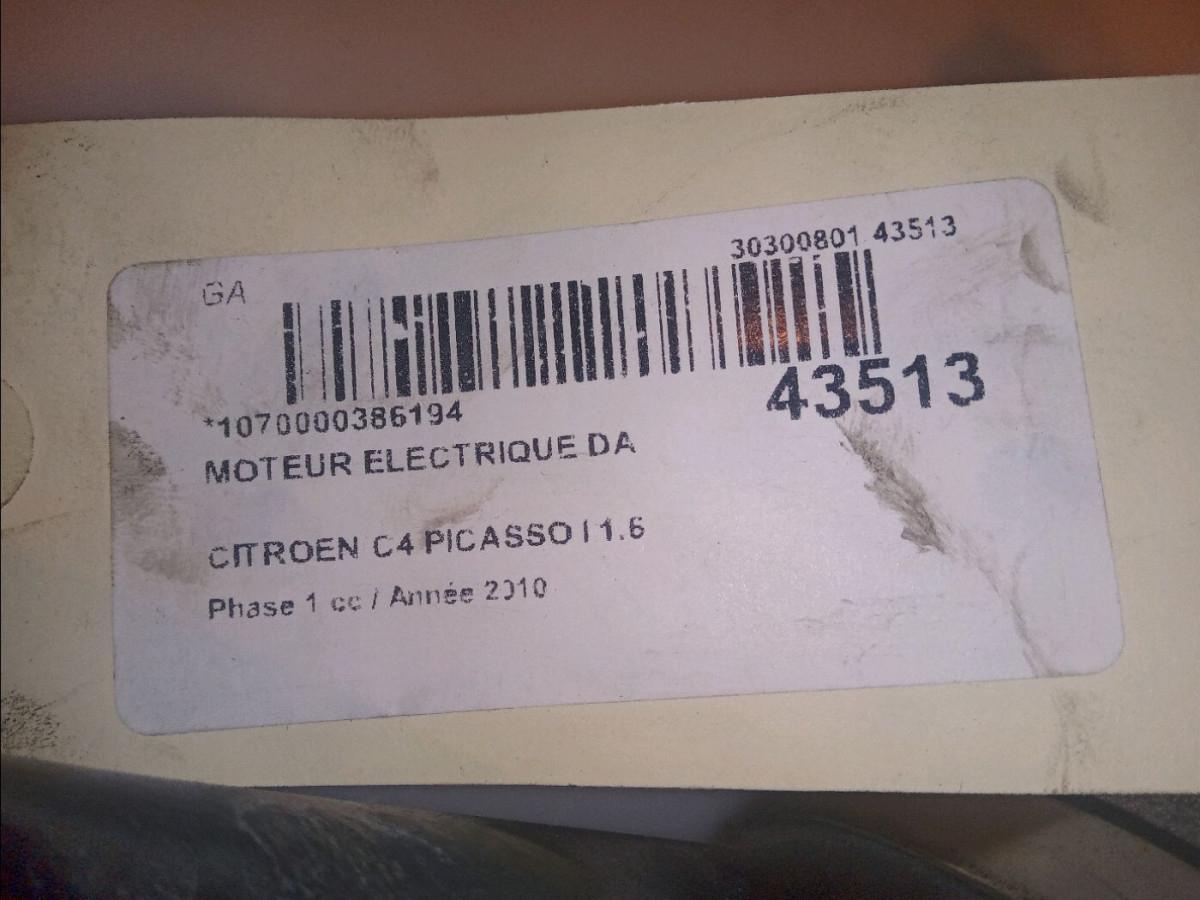 30300801 43513
GA
43513
*1070000386194
MOTEUR ELECTRIQUE DA
CITROEN C4 PICASSO I 1.6
Phase 1 cc / Année 2010